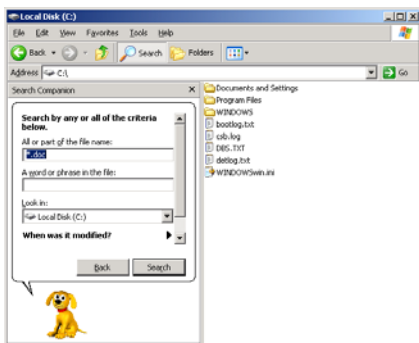 Local Disk (C:)
File Edit View Favorites Tools Help
Back Search Folders
Address C:\ Go
Search Companion
Search by any or all of the criteria
below.
All or part of the file name:
*.doc
A word or phrase in the file:
Look in:
Local Disk (C:)
When was it modified?
Back Search
Documents and Settings
Program Files
WINDOWS
bootlog.txt
csb.log
DBS.TXT
detlog.txt
WINDOWSwin.ini